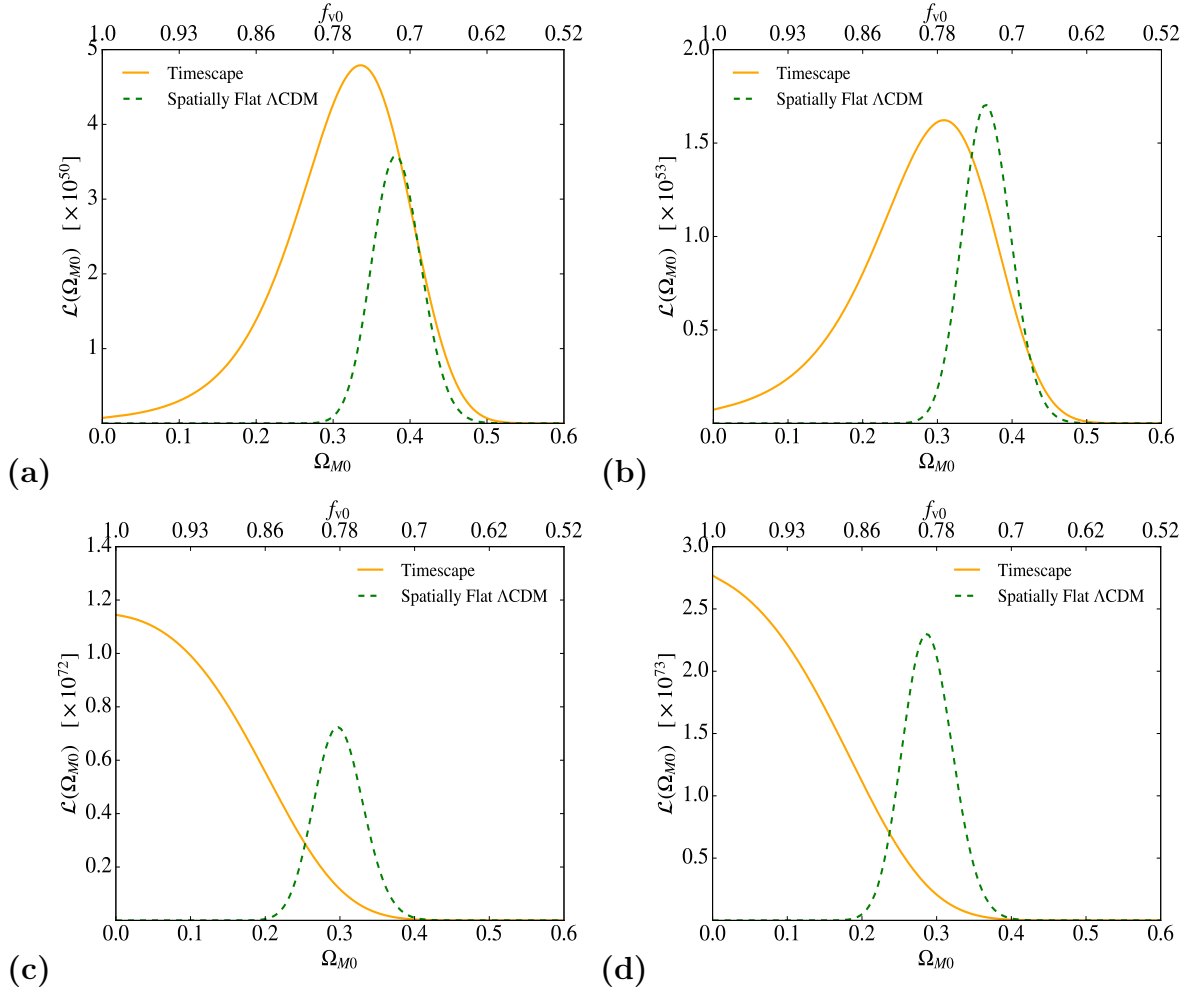 f_v0
1.0 0.93 0.86 0.78 0.7 0.62 0.52
5
4
3
2
1
Timescape
Spatially Flat ΛCDM
ℒ(Ω_M0) [×10^50]
0.0 0.1 0.2 0.3 0.4 0.5 0.6
Ω_M0
(a)
f_v0
1.0 0.93 0.86 0.78 0.7 0.62 0.52
2.0
1.5
1.0
0.5
Timescape
Spatially Flat ΛCDM
ℒ(Ω_M0) [×10^53]
0.0 0.1 0.2 0.3 0.4 0.5 0.6
Ω_M0
(b)
f_v0
1.0 0.93 0.86 0.78 0.7 0.62 0.52
1.4
1.2
1.0
0.8
0.6
0.4
0.2
Timescape
Spatially Flat ΛCDM
ℒ(Ω_M0) [×10^72]
0.0 0.1 0.2 0.3 0.4 0.5 0.6
Ω_M0
(c)
f_v0
1.0 0.93 0.86 0.78 0.7 0.62 0.52
3.0
2.5
2.0
1.5
1.0
0.5
Timescape
Spatially Flat ΛCDM
ℒ(Ω_M0) [×10^73]
0.0 0.1 0.2 0.3 0.4 0.5 0.6
Ω_M0
(d)